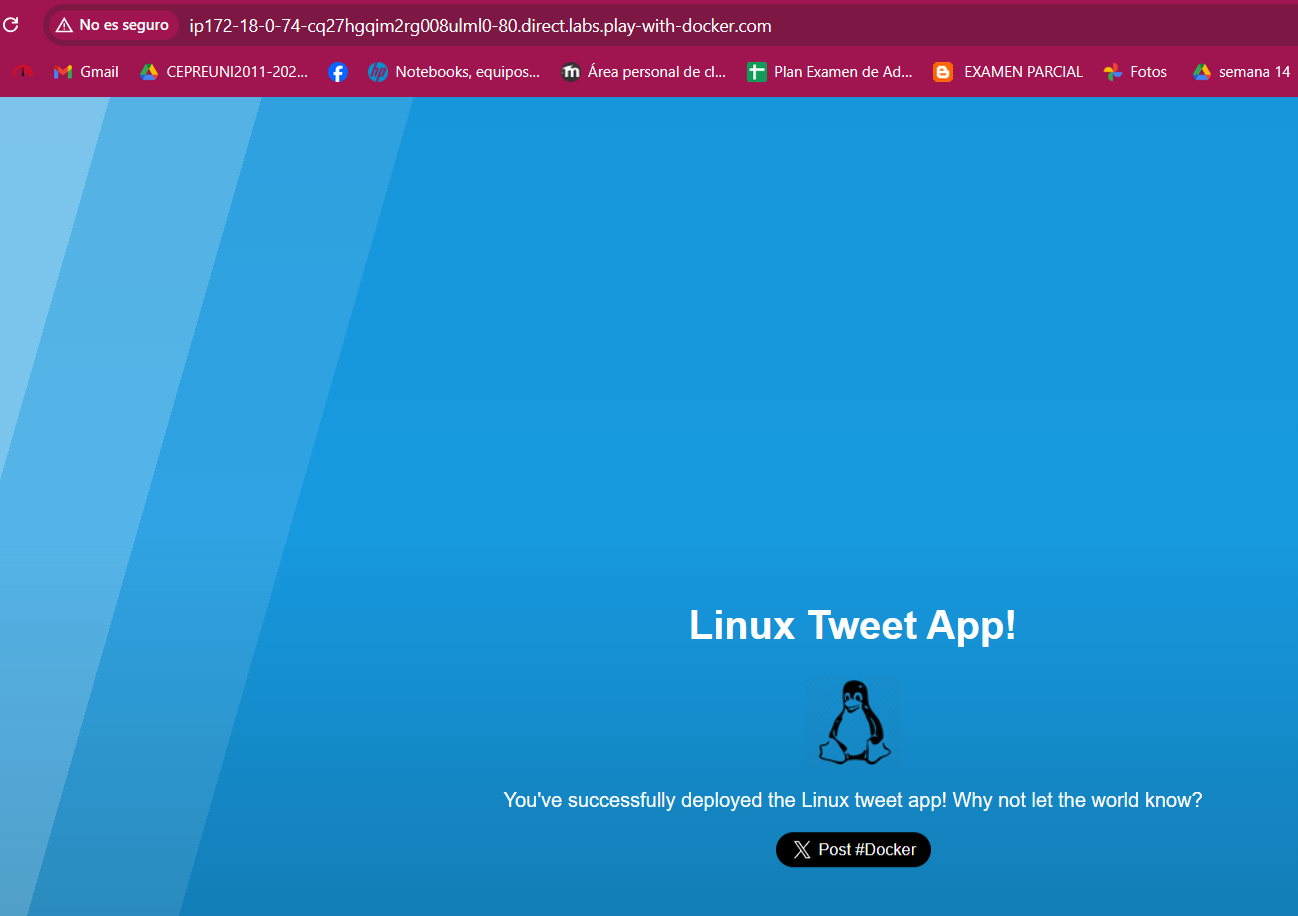 No es seguro ip172-18-0-74-cq27hgqim2rg008ulml0-80.direct.labs.play-with-docker.com
Gmail CEPREUNI2011-202... Notebooks, equipos... Área personal de cl... Plan Examen de Ad... EXAMEN PARCIAL Fotos semana 14
Linux Tweet App!
You've successfully deployed the Linux tweet app! Why not let the world know?
Post #Docker